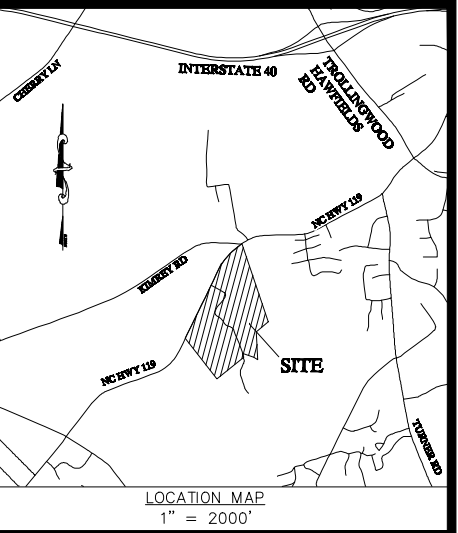 INTERSTATE 40
CHERRY LN
TROLLINGWOOD
HAWFIELDS
RD
NC HWY 119
KIMREY RD
SITE
NC HWY 119
TURNER RD
LOCATION MAP
1" = 2000'